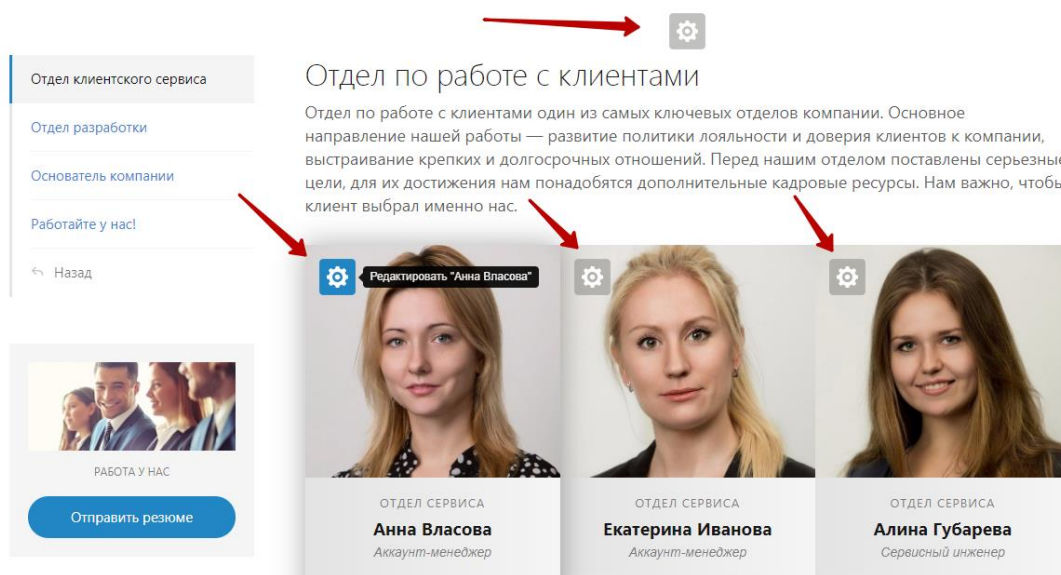 Отдел клиентского сервиса
Отдел разработки
Основатель компании
Работайте у нас!
Назад
РАБОТА У НАС
Отправить резюме
Отдел по работе с клиентами
Отдел по работе с клиентами один из самых ключевых отделов компании. Основное
направление нашей работы — развитие политики лояльности и доверия клиентов к компании,
выстраивание крепких и долгосрочных отношений. Перед нашим отделом поставлены серьезные
цели, для их достижения нам понадобятся дополнительные кадровые ресурсы. Нам важно, чтобы
клиент выбрал именно нас.
Редактировать "Анна Власова"
ОТДЕЛ СЕРВИСА
Анна Власова
Аккаунт-менеджер
ОТДЕЛ СЕРВИСА
Екатерина Иванова
Аккаунт-менеджер
ОТДЕЛ СЕРВИСА
Алина Губарева
Сервисный инженер